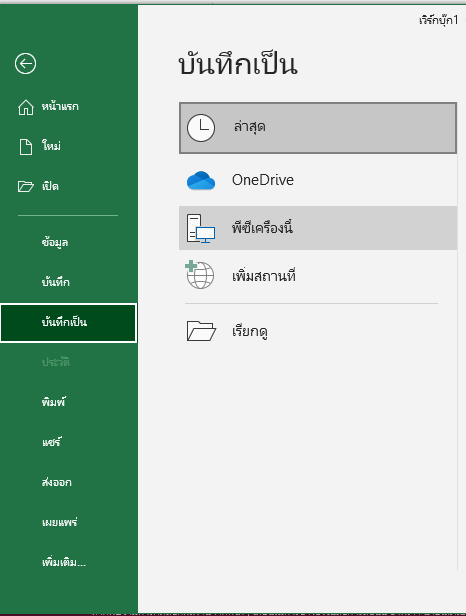 เวิร์กบุ๊ก1
บันทึกเป็น
หน้าแรก
ใหม่
เปิด
ข้อมูล
บันทึก
บันทึกเป็น
ประวัติ
พิมพ์
แชร์
ส่งออก
เผยแพร่
เพิ่มเติม...
ล่าสุด
OneDrive
พีซีเครื่องนี้
เพิ่มสถานที่
เรียกดู